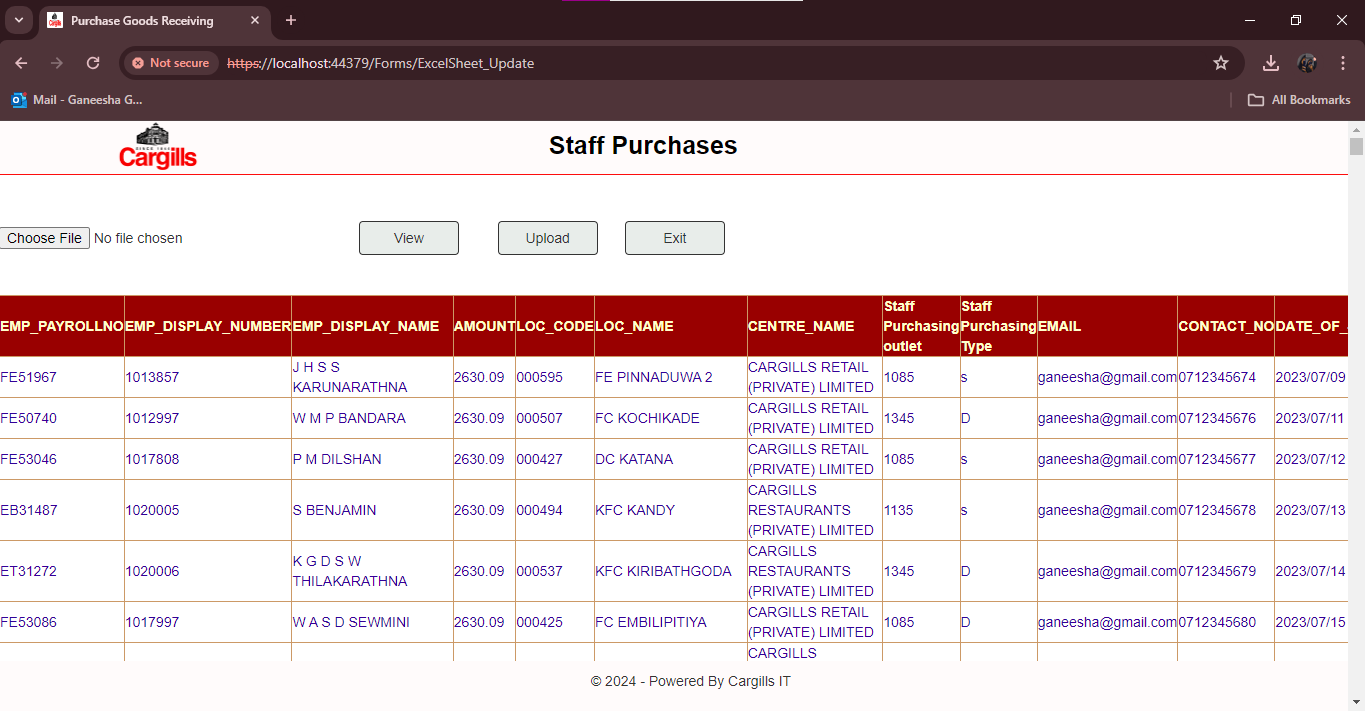 Purchase Goods Receiving
Not secure https://localhost:44379/Forms/ExcelSheet_Update
Mail - Ganeesha G... All Bookmarks
SINCE 1844
Cargills
Staff Purchases
Choose File No file chosen View Upload Exit
EMP_PAYROLLNO EMP_DISPLAY_NUMBER EMP_DISPLAY_NAME AMOUNT LOC_CODE LOC_NAME CENTRE_NAME Staff Purchasing outlet Staff Purchasing Type EMAIL CONTACT_NO DATE_OF_
FE51967 1013857 J H S S KARUNARATHNA 2630.09 000595 FE PINNADUWA 2 CARGILLS RETAIL (PRIVATE) LIMITED 1085 s ganeesha@gmail.com 0712345674 2023/07/09
FE50740 1012997 W M P BANDARA 2630.09 000507 FC KOCHIKADE CARGILLS RETAIL (PRIVATE) LIMITED 1345 D ganeesha@gmail.com 0712345676 2023/07/11
FE53046 1017808 P M DILSHAN 2630.09 000427 DC KATANA CARGILLS RETAIL (PRIVATE) LIMITED 1085 s ganeesha@gmail.com 0712345677 2023/07/12
EB31487 1020005 S BENJAMIN 2630.09 000494 KFC KANDY CARGILLS RESTAURANTS (PRIVATE) LIMITED 1135 s ganeesha@gmail.com 0712345678 2023/07/13
ET31272 1020006 K G D S W THILAKARATHNA 2630.09 000537 KFC KIRIBATHGODA CARGILLS RESTAURANTS (PRIVATE) LIMITED 1345 D ganeesha@gmail.com 0712345679 2023/07/14
FE53086 1017997 W A S D SEWMINI 2630.09 000425 FC EMBILIPITIYA CARGILLS RETAIL (PRIVATE) LIMITED 1085 D ganeesha@gmail.com 0712345680 2023/07/15
CARGILLS
© 2024 - Powered By Cargills IT